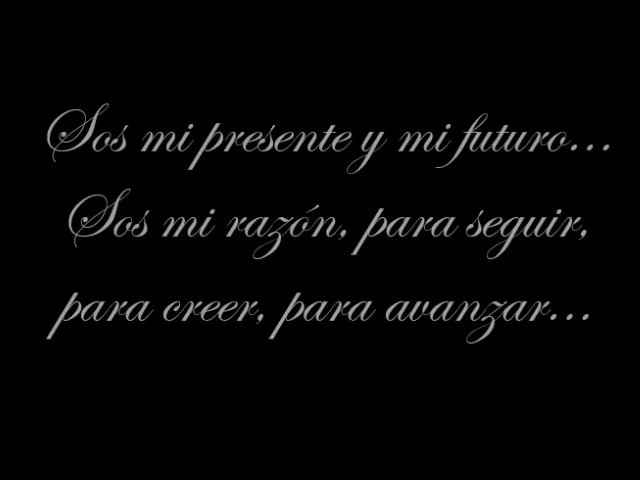 Sos mi presente y mi futuro...
Sos mi razón, para seguir,
para creer, para avanzar...